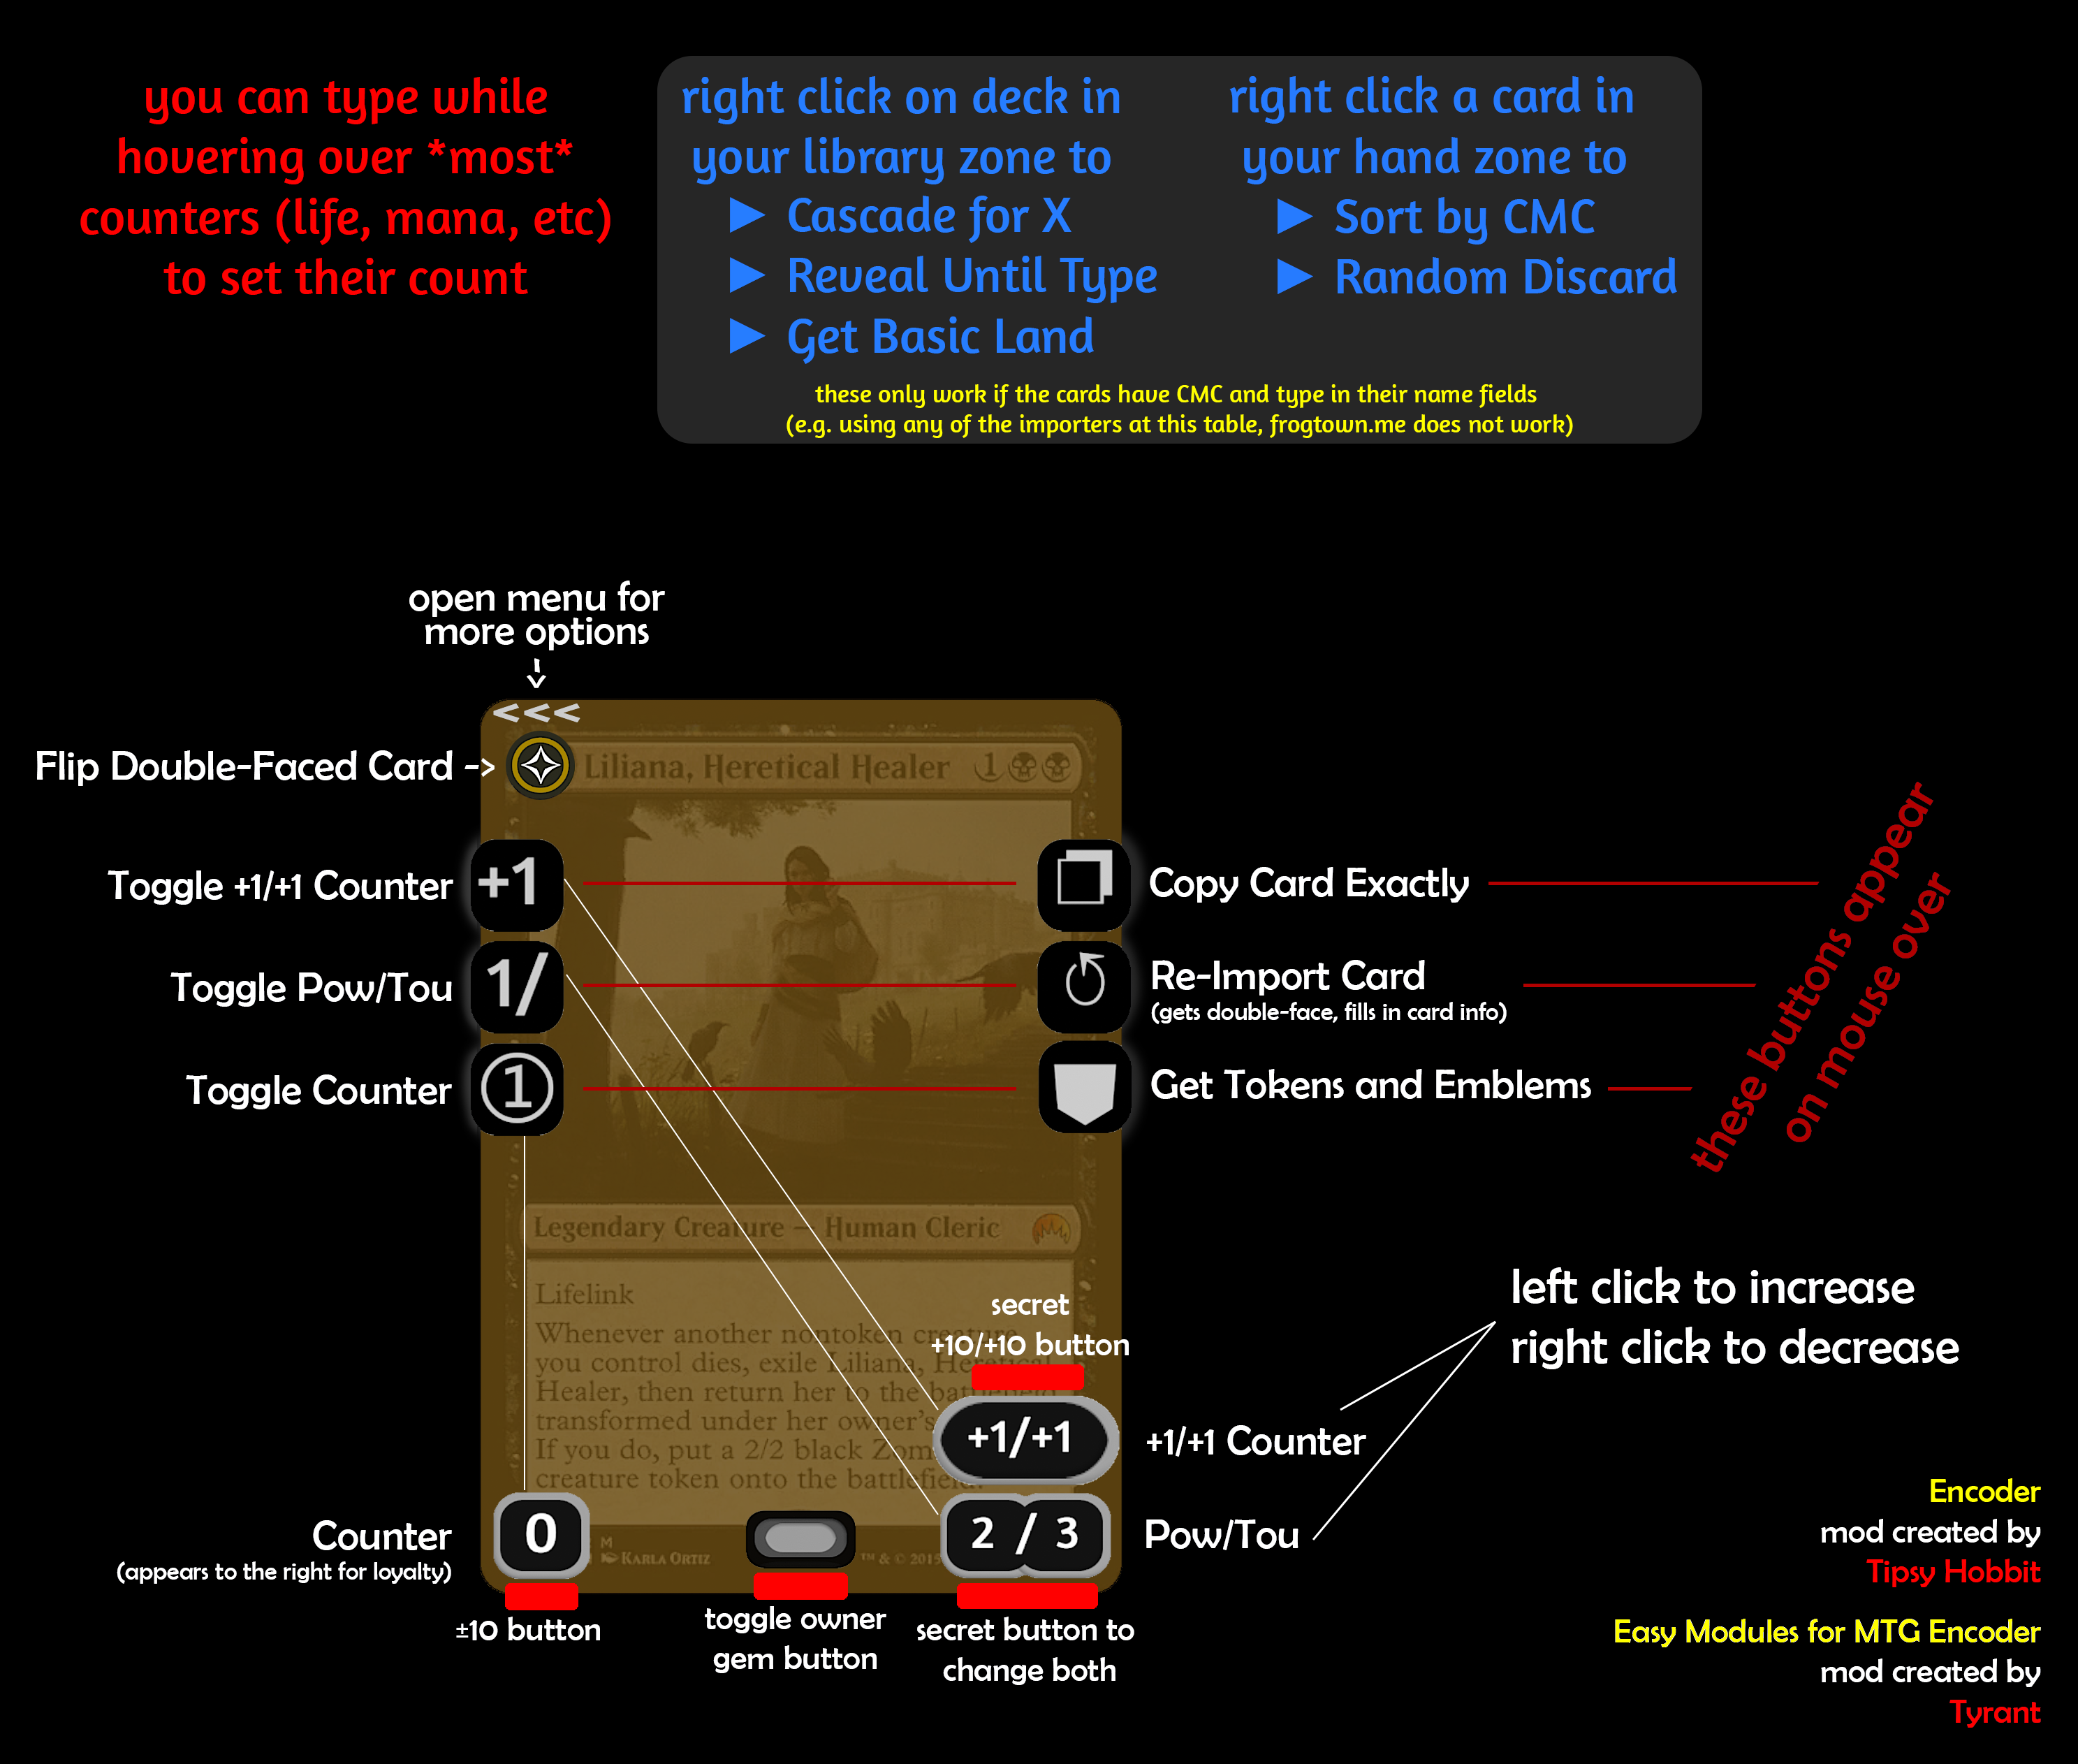 you can type while
hovering over *most*
counters (life, mana, etc)
to set their count
right click on deck in
your library zone to
▶ Cascade for X
▶ Reveal Until Type
▶ Get Basic Land
right click a card in
your hand zone to
▶ Sort by CMC
▶ Random Discard
these only work if the cards have CMC and type in their name fields
(e.g. using any of the importers at this table, frogtown.me does not work)
open menu for
more options
<<<
Flip Double-Faced Card ->
Liliana, Heretical Healer 1
Toggle +1/+1 Counter
+1
Copy Card Exactly
Toggle Pow/Tou
1/
Re-Import Card
(gets double-face, fills in card info)
Toggle Counter
1
Get Tokens and Emblems
these buttons appear
on mouse over
Legendary Creature — Human Cleric
Lifelink
Whenever another nontoken creature
you control dies, exile Liliana, Heretical
Healer, then return her to the battlefield
transformed under her owner's
If you do, put a 2/2 black Zom
creature token onto the battlefield.
secret
+10/+10 button
+1/+1
+1/+1 Counter
left click to increase
right click to decrease
Counter
(appears to the right for loyalty)
0
M
Karla Ortiz
™ & © 2015
2 / 3
Pow/Tou
±10 button
toggle owner
gem button
secret button to
change both
Encoder
mod created by
Tipsy Hobbit
Easy Modules for MTG Encoder
mod created by
Tyrant